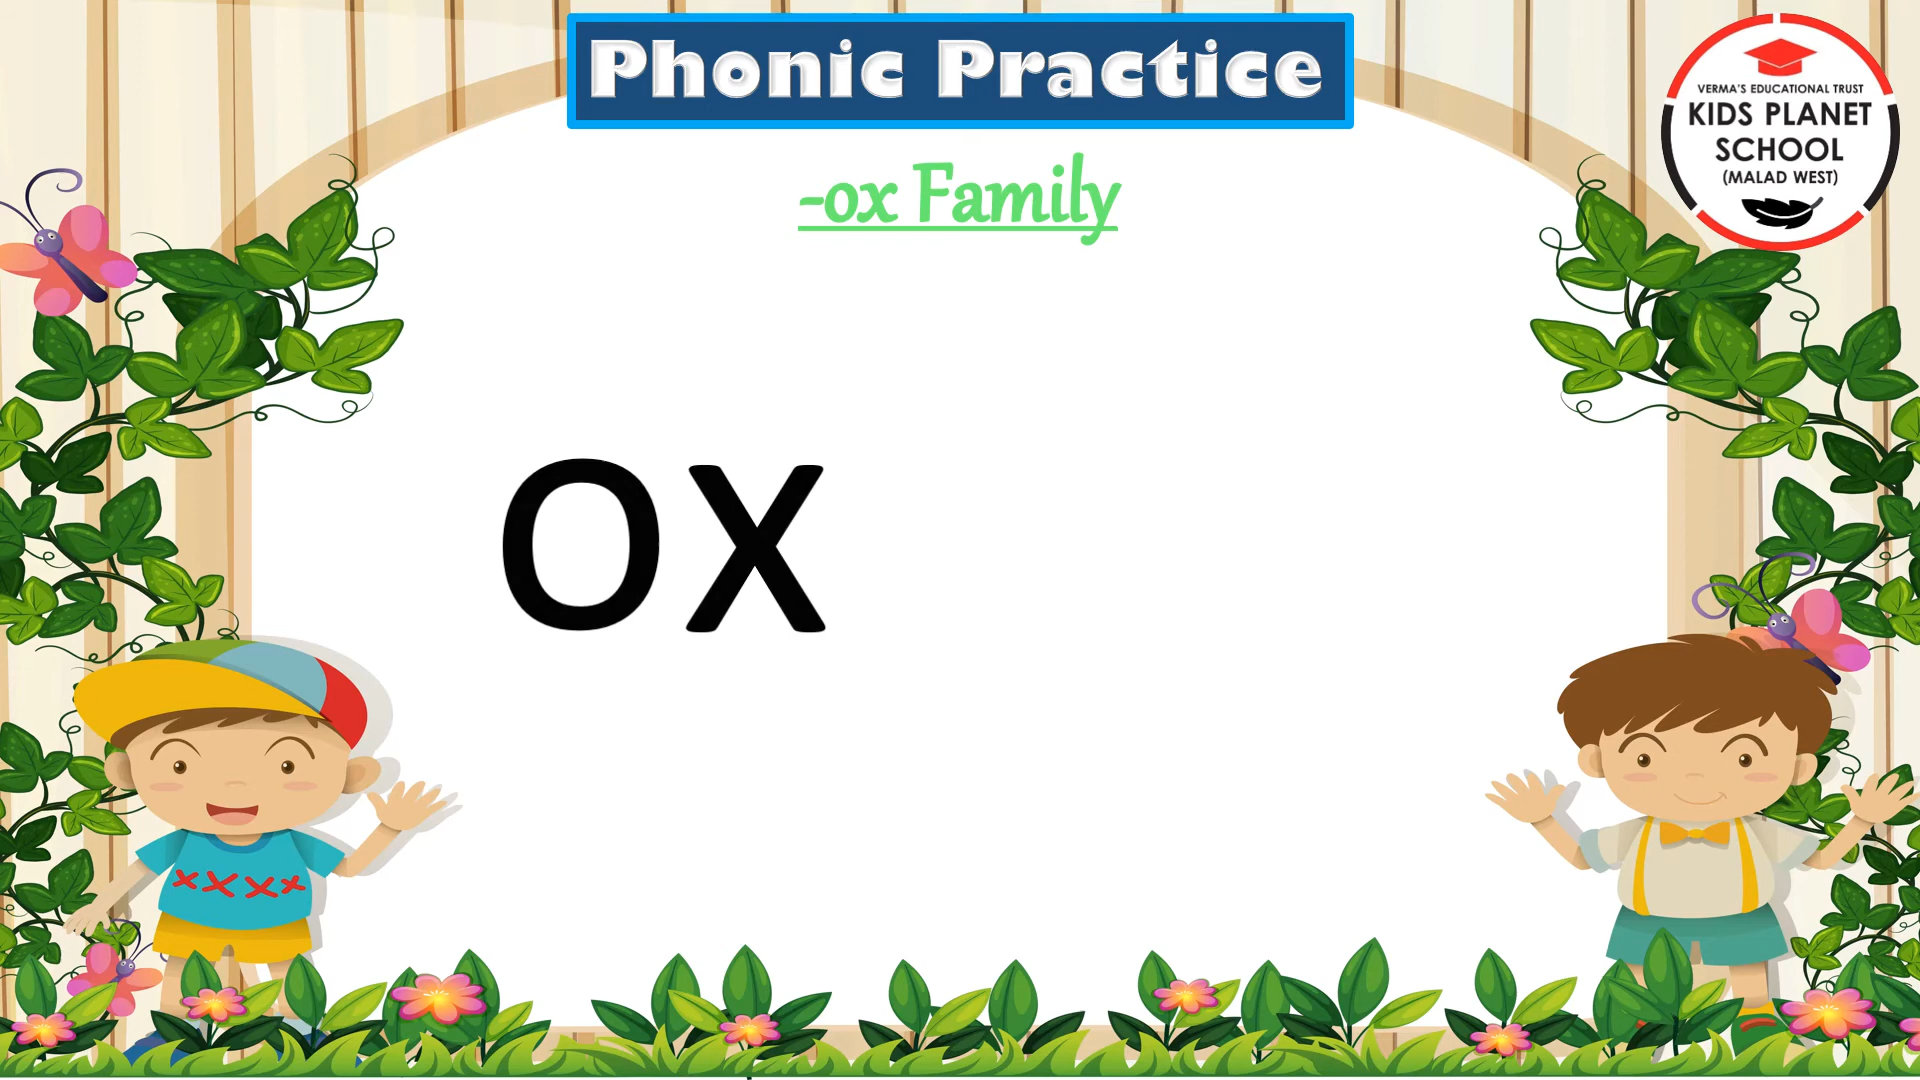 Phonic Practice
-ox Family
ox
VERMA'S EDUCATIONAL TRUST
KIDS PLANET
SCHOOL
(MALAD WEST)